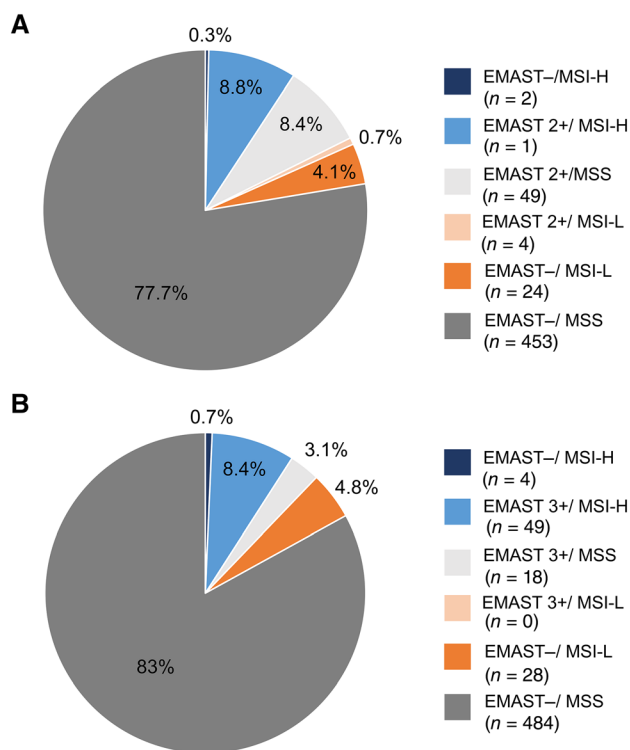 A
0.3%
8.8%
8.4%
0.7%
4.1%
77.7%
EMAST–/MSI-H
(n = 2)
EMAST 2+/ MSI-H
(n = 1)
EMAST 2+/MSS
(n = 49)
EMAST 2+/ MSI-L
(n = 4)
EMAST–/ MSI-L
(n = 24)
EMAST–/ MSS
(n = 453)
B
0.7%
8.4%
3.1%
4.8%
83%
EMAST–/ MSI-H
(n = 4)
EMAST 3+/ MSI-H
(n = 49)
EMAST 3+/ MSS
(n = 18)
EMAST 3+/ MSI-L
(n = 0)
EMAST–/ MSI-L
(n = 28)
EMAST–/ MSS
(n = 484)